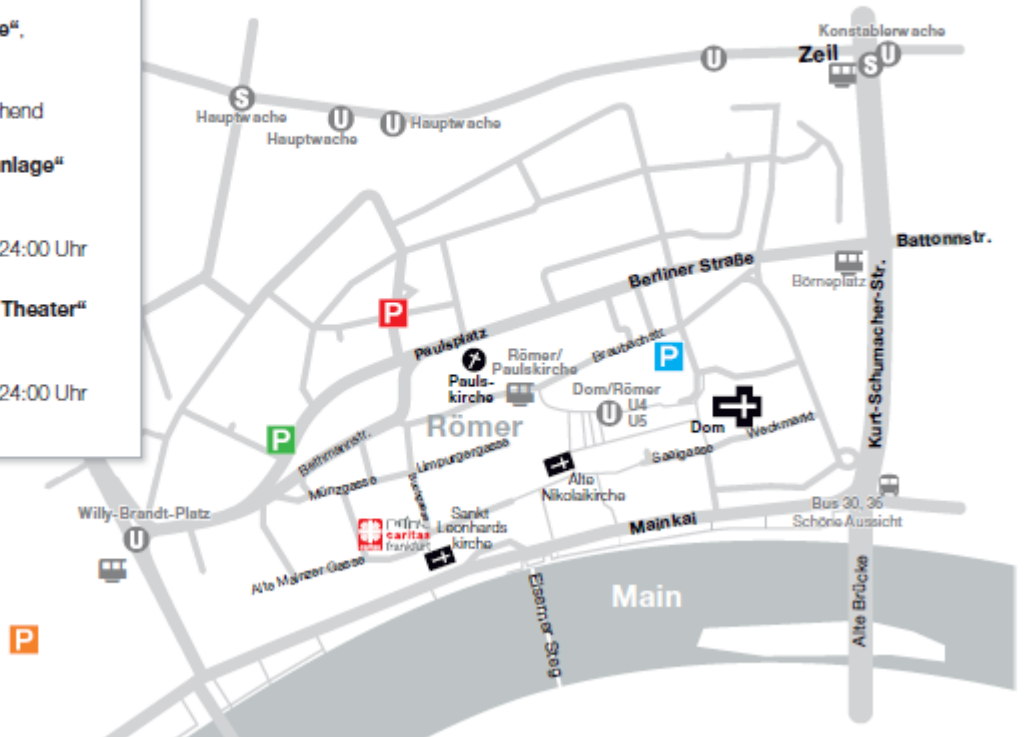 e“,
hend
nlage“
24:00 Uhr
Theater“
24:00 Uhr
Konstablerwache
Zeil
U
U
S
S
Hauptwache
U
Hauptwache
U
Hauptwache
Battonnstr.
Berliner Straße
Börneplatz
Kurt-Schumacher-Str.
P
Paulsplatz
Pauls-
kirche
Römer/
Paulskirche
Braubachstr.
P
Dom/Römer
U
U4
U5
Dom
Weckmarkt
Römer
P
Bethmannstr.
Limpurgergasse
Saalgasse
Münzgasse
Alte
Nikolaikirche
Willy-Brandt-Platz
U
Sankt
Leonhards
kirche
caritas
frankfurt
Mainkai
Bus 30, 36
Schöne Aussicht
Alte Mainzer Gasse
Eiserner Steg
Main
Alte Brücke
P